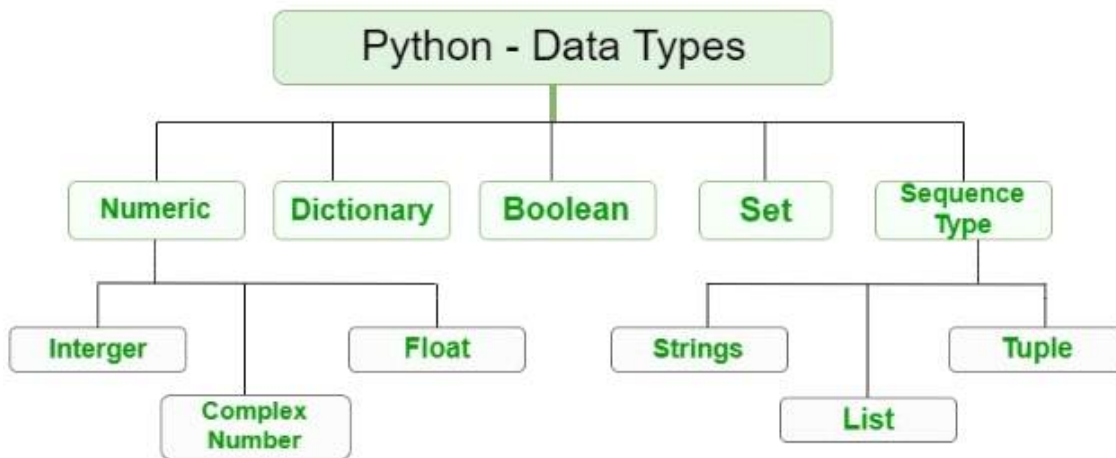 Python - Data Types
Numeric
Dictionary
Boolean
Set
Sequence
Type
Interger
Float
Strings
Tuple
Complex
Number
List